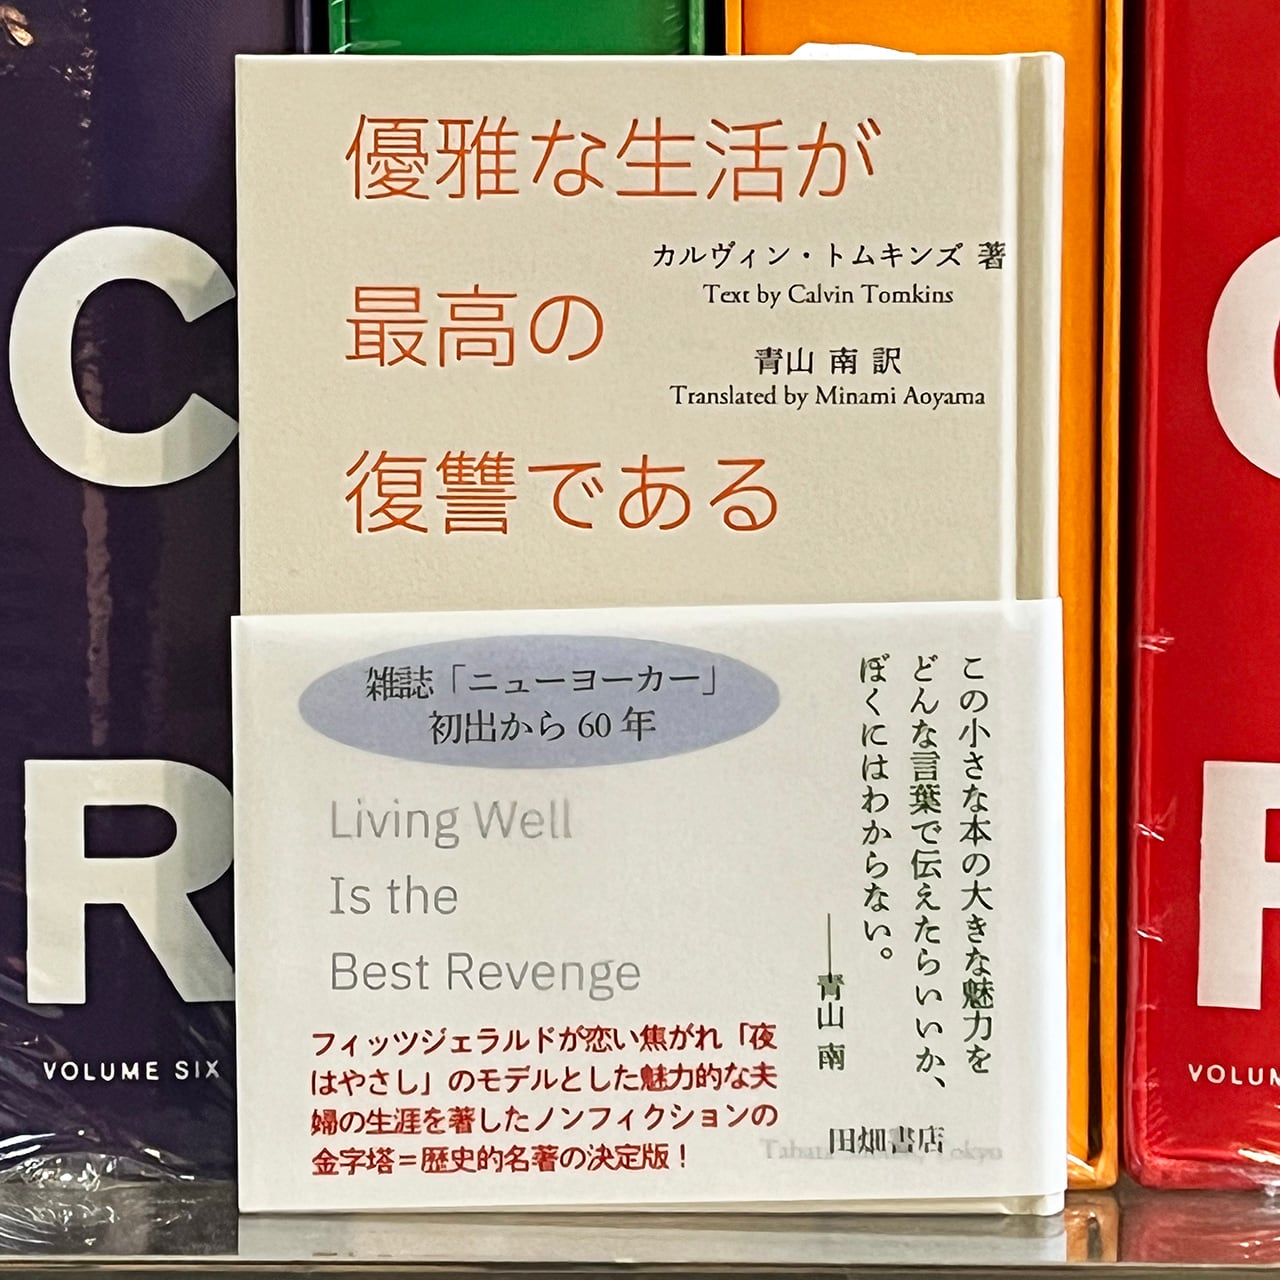 優雅な生活が
最高の
復讐である
カルヴィン・トムキンズ 著
Text by Calvin Tomkins
青山 南 訳
Translated by Minami Aoyama
雑誌「ニューヨーカー」
初出から 60 年
Living Well
Is the
Best Revenge
この小さな本の大きな魅力を
どんな言葉で伝えたらいいか、
ぼくにはわからない。
——青山 南
フィッツジェラルドが恋い焦がれ「夜
はやさし」のモデルとした魅力的な夫
婦の生涯を著したノンフィクションの
金字塔＝歴史的名著の決定版！
田畑書店
C
R
VOLUME SIX
R
VOLUM